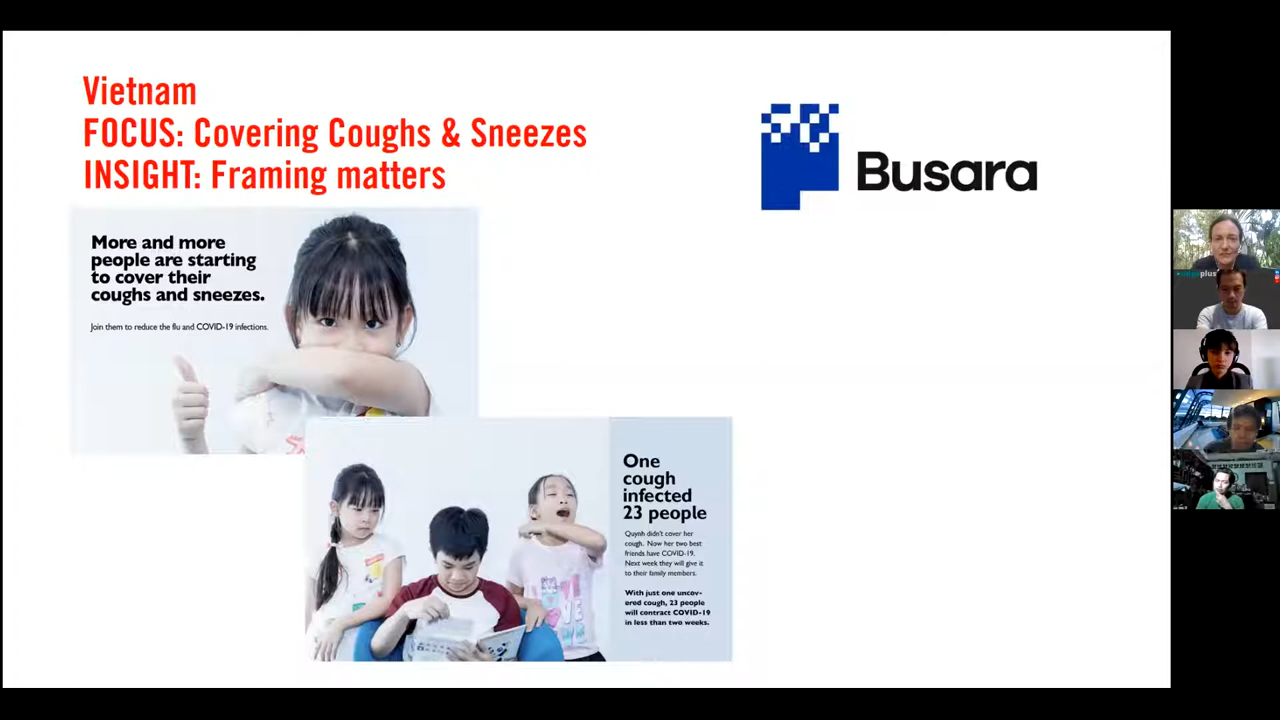 Vietnam
FOCUS: Covering Coughs & Sneezes
INSIGHT: Framing matters
Busara
More and more
people are starting
to cover their
coughs and sneezes.
Join them to reduce the flu and COVID-19 infections.
One
cough
infected
23 people
Quynh didn't cover her
cough. Now her two best
friends have COVID-19.
Next week they will give it
to their family members.
With just one uncov-
ered cough, 23 people
will contract COVID-19
in less than two weeks.
plus